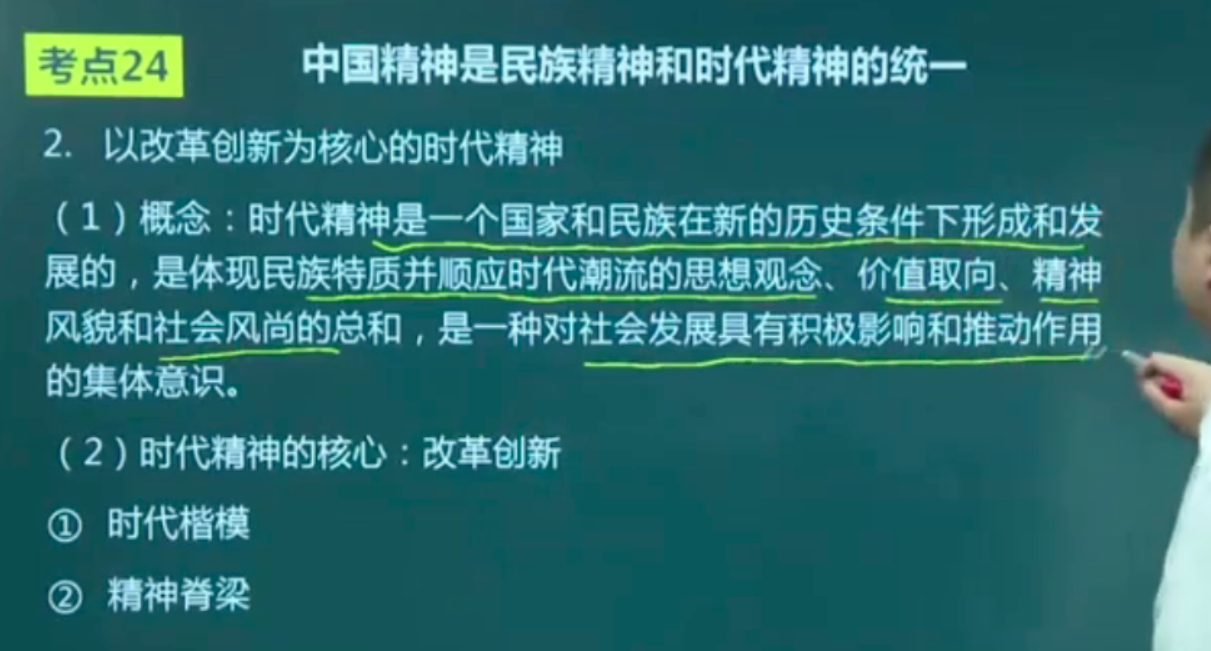 考点24
中国精神是民族精神和时代精神的统一
2. 以改革创新为核心的时代精神
（1）概念：时代精神是一个国家和民族在新的历史条件下形成和发
展的，是体现民族特质并顺应时代潮流的思想观念、价值取向、精神
风貌和社会风尚的总和，是一种对社会发展具有积极影响和推动作用
的集体意识。
（2）时代精神的核心：改革创新
① 时代楷模
② 精神脊梁